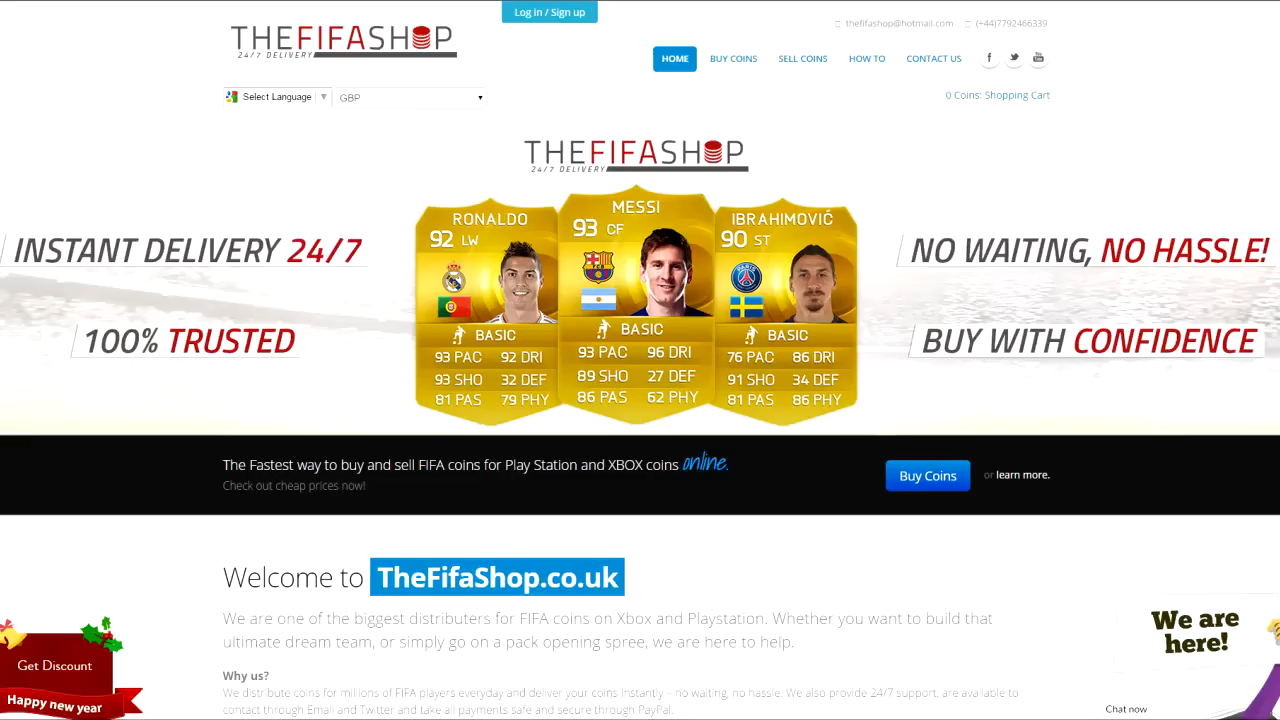 Log in / Sign up
THEFIFASHOP
24/7 DELIVERY
thefifashop@hotmail.com (+44)7792466339
HOME BUY COINS SELL COINS HOW TO CONTACT US
Select Language GBP
0 Coins: Shopping Cart
THEFIFASHOP
24/7 DELIVERY
INSTANT DELIVERY 24/7
100% TRUSTED
RONALDO
92 LW
BASIC
93 PAC 92 DRI
93 SHO 32 DEF
81 PAS 79 PHY
MESSI
93 CF
BASIC
93 PAC 96 DRI
89 SHO 27 DEF
86 PAS 62 PHY
IBRAHIMOVIĆ
90 ST
BASIC
76 PAC 86 DRI
91 SHO 34 DEF
81 PAS 86 PHY
NO WAITING, NO HASSLE!
BUY WITH CONFIDENCE
The Fastest way to buy and sell FIFA coins for Play Station and XBOX coins online.
Check out cheap prices now!
Buy Coins or learn more.
Welcome to TheFifaShop.co.uk
We are one of the biggest distributers for FIFA coins on Xbox and Playstation. Whether you want to build that
ultimate dream team, or simply go on a pack opening spree, we are here to help.
Why us?
We distribute coins for millions of FIFA players everyday and deliver your coins instantly – no waiting, no hassle. We also provide 24/7 support, are available to
contact through Email and Twitter and take all payments safe and secure through PayPal.
Get Discount
Happy new year
We are
here!
Chat now